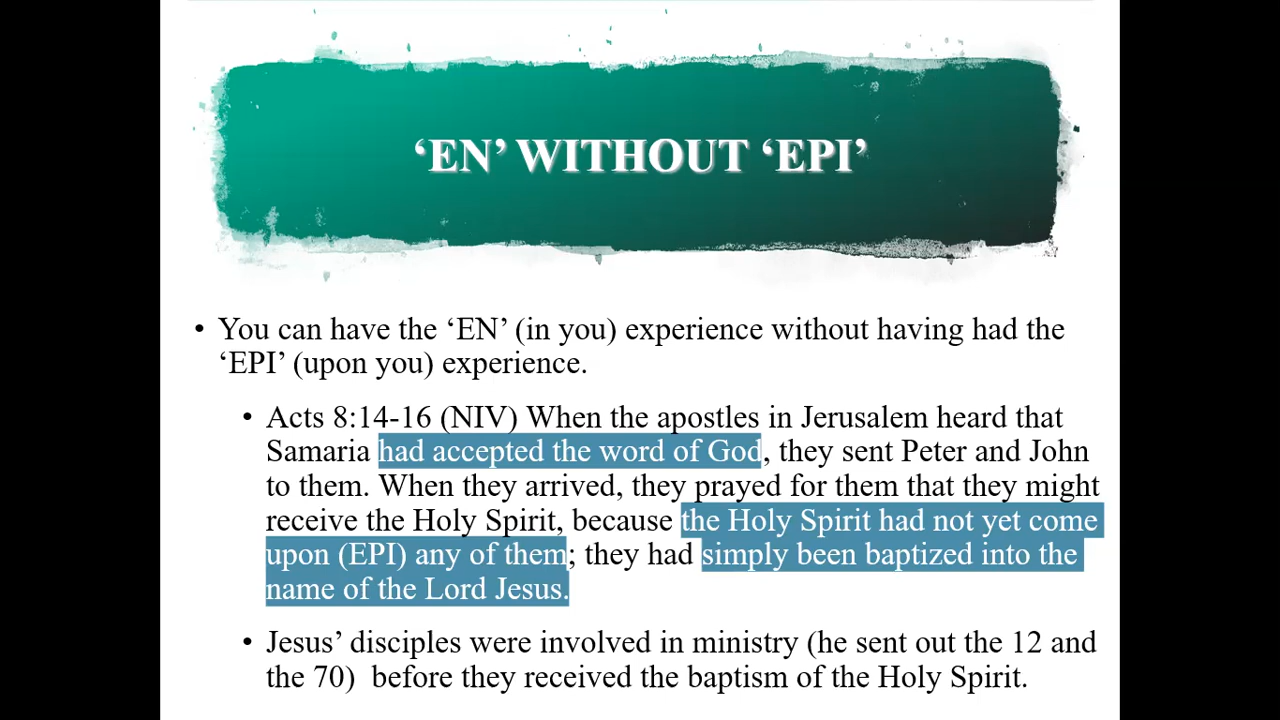 ‘EN’ WITHOUT ‘EPI’
• You can have the ‘EN’ (in you) experience without having had the
‘EPI’ (upon you) experience.
• Acts 8:14-16 (NIV) When the apostles in Jerusalem heard that
Samaria had accepted the word of God, they sent Peter and John
to them. When they arrived, they prayed for them that they might
receive the Holy Spirit, because the Holy Spirit had not yet come
upon (EPI) any of them; they had simply been baptized into the
name of the Lord Jesus.
• Jesus’ disciples were involved in ministry (he sent out the 12 and
the 70)  before they received the baptism of the Holy Spirit.